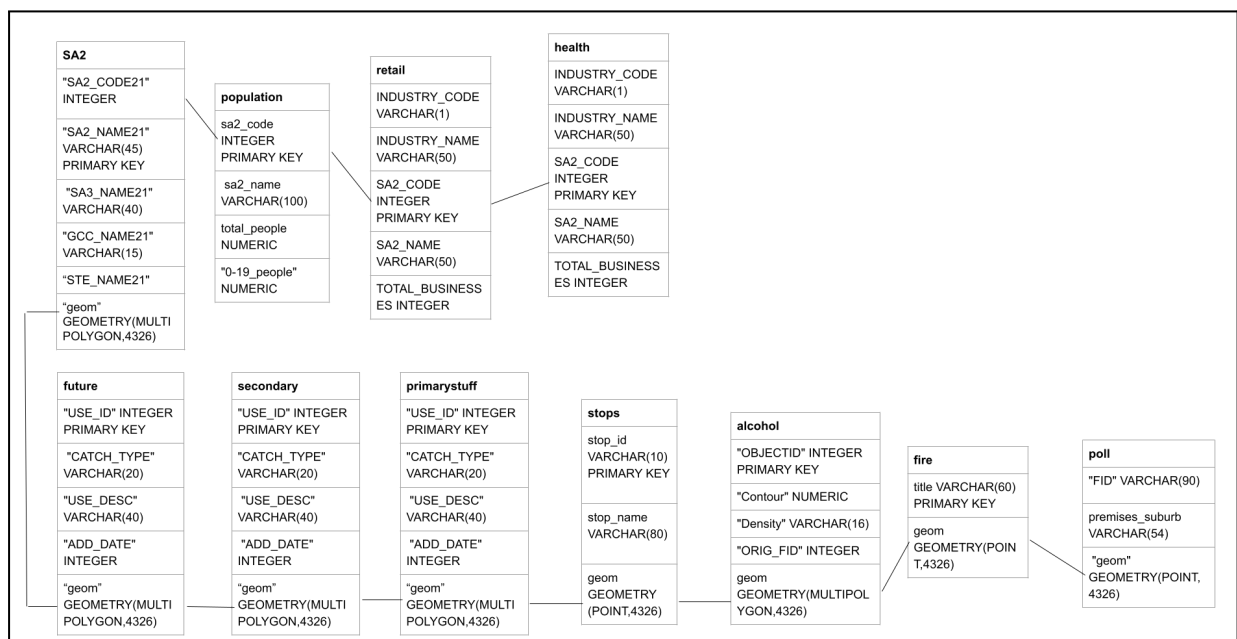 SA2
"SA2_CODE21"
INTEGER
"SA2_NAME21"
VARCHAR(45)
PRIMARY KEY
"SA3_NAME21"
VARCHAR(40)
"GCC_NAME21"
VARCHAR(15)
“STE_NAME21”
“geom”
GEOMETRY(MULTI
POLYGON,4326)
population
sa2_code
INTEGER
PRIMARY KEY
sa2_name
VARCHAR(100)
total_people
NUMERIC
"0-19_people"
NUMERIC
retail
INDUSTRY_CODE
VARCHAR(1)
INDUSTRY_NAME
VARCHAR(50)
SA2_CODE
INTEGER
PRIMARY KEY
SA2_NAME
VARCHAR(50)
TOTAL_BUSINESS
ES INTEGER
health
INDUSTRY_CODE
VARCHAR(1)
INDUSTRY_NAME
VARCHAR(50)
SA2_CODE
INTEGER
PRIMARY KEY
SA2_NAME
VARCHAR(50)
TOTAL_BUSINESS
ES INTEGER
future
"USE_ID" INTEGER
PRIMARY KEY
"CATCH_TYPE"
VARCHAR(20)
"USE_DESC"
VARCHAR(40)
"ADD_DATE"
INTEGER
“geom”
GEOMETRY(MULTI
POLYGON,4326)
secondary
"USE_ID" INTEGER
PRIMARY KEY
"CATCH_TYPE"
VARCHAR(20)
"USE_DESC"
VARCHAR(40)
"ADD_DATE"
INTEGER
“geom”
GEOMETRY(MULTI
POLYGON,4326)
primarystuff
"USE_ID" INTEGER
PRIMARY KEY
"CATCH_TYPE"
VARCHAR(20)
"USE_DESC"
VARCHAR(40)
"ADD_DATE"
INTEGER
“geom”
GEOMETRY(MULTI
POLYGON,4326)
stops
stop_id
VARCHAR(10)
PRIMARY KEY
stop_name
VARCHAR(80)
geom
GEOMETRY
(POINT,4326)
alcohol
"OBJECTID" INTEGER
PRIMARY KEY
"Contour" NUMERIC
"Density" VARCHAR(16)
"ORIG_FID" INTEGER
geom
GEOMETRY(MULTIPOL
YGON,4326)
fire
title VARCHAR(60)
PRIMARY KEY
geom
GEOMETRY(POIN
T,4326)
poll
"FID" VARCHAR(90)
premises_suburb
VARCHAR(54)
"geom"
GEOMETRY(POINT,
4326)